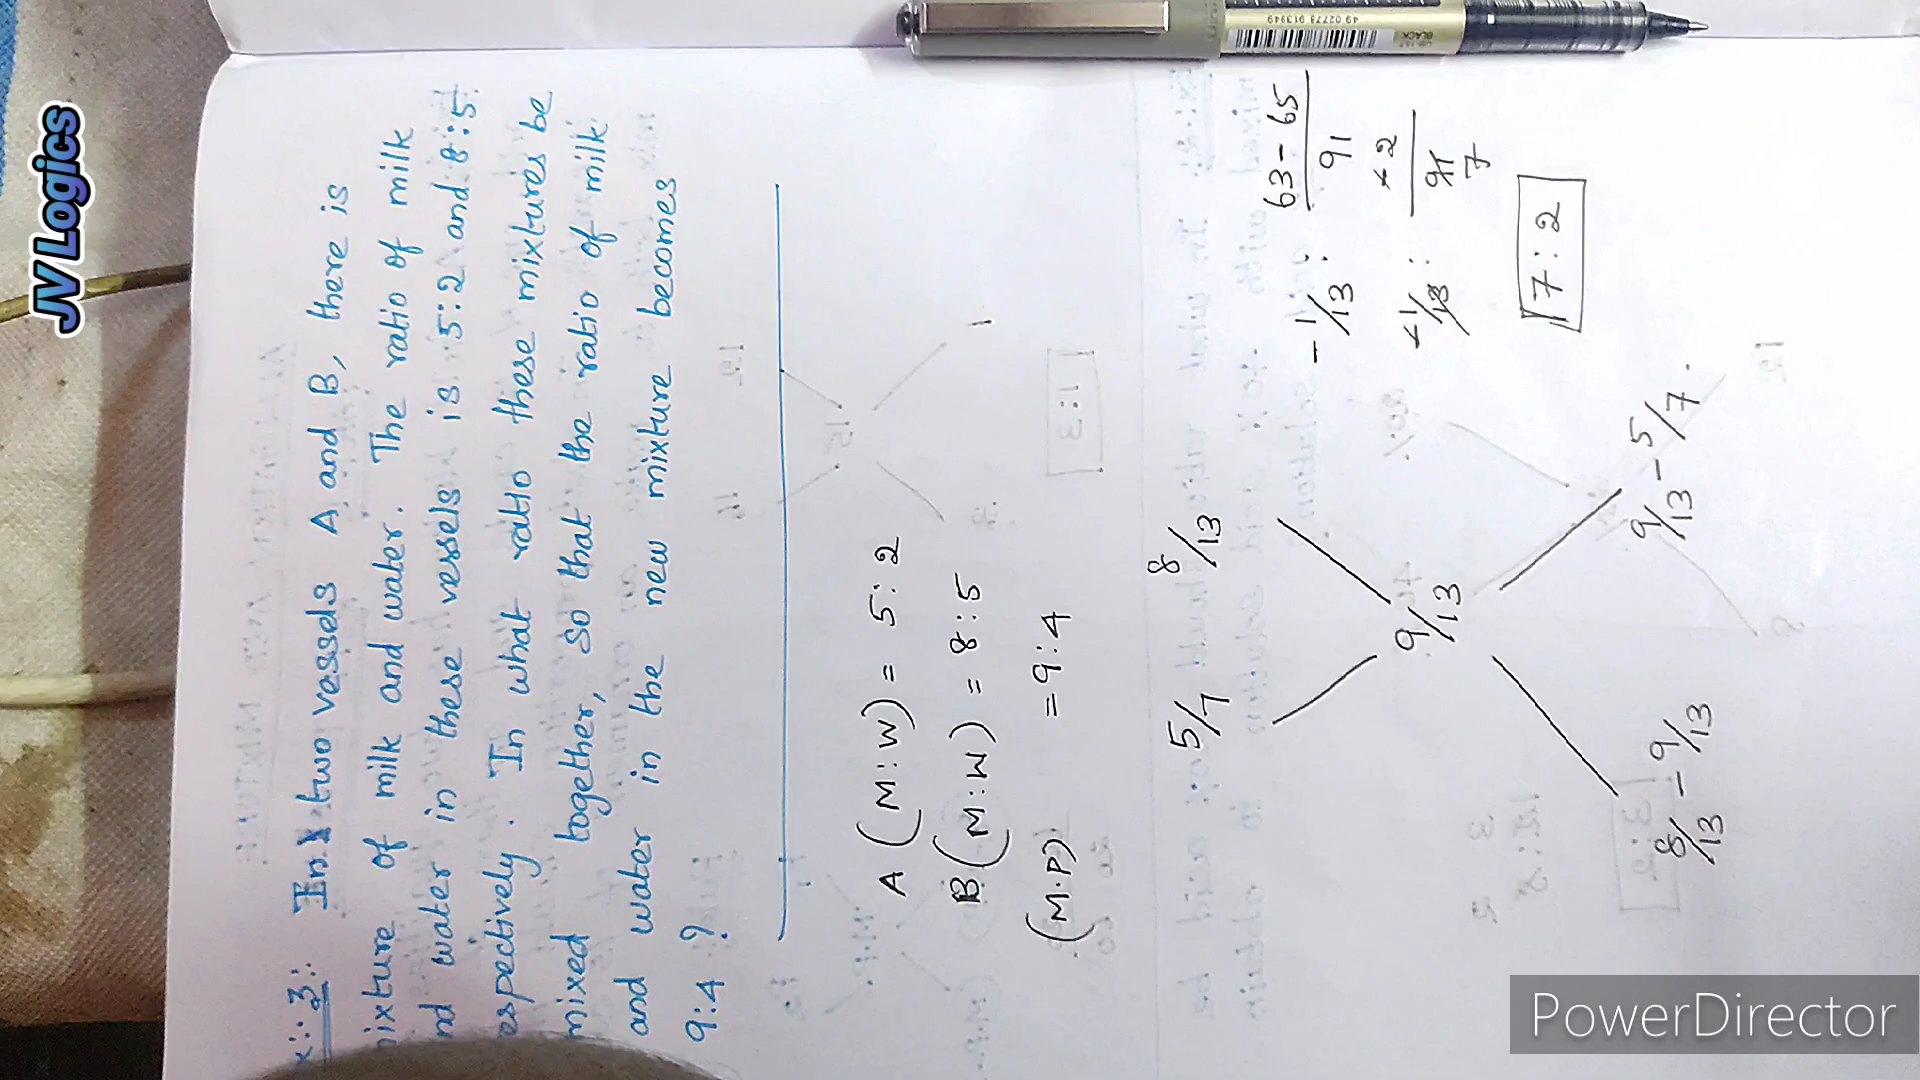 JV Logics
Ex:-3:- In two vessels A and B, there is
mixture of milk and water. The ratio of milk
and water in these vessels is 5:2 and 8:5
respectively. In what ratio these mixtures be
mixed together, so that the ratio of milk
and water in the new mixture becomes
9:4 ?
A (M:W) = 5:2
B (M:W) = 8:5
(M.P) = 9:4
5/7 8/13
9/13
8/13 - 9/13 9/13 - 5/7
-1/13 : 63-65/91
-1/13 : -2/91 7
7:2
PowerDirector